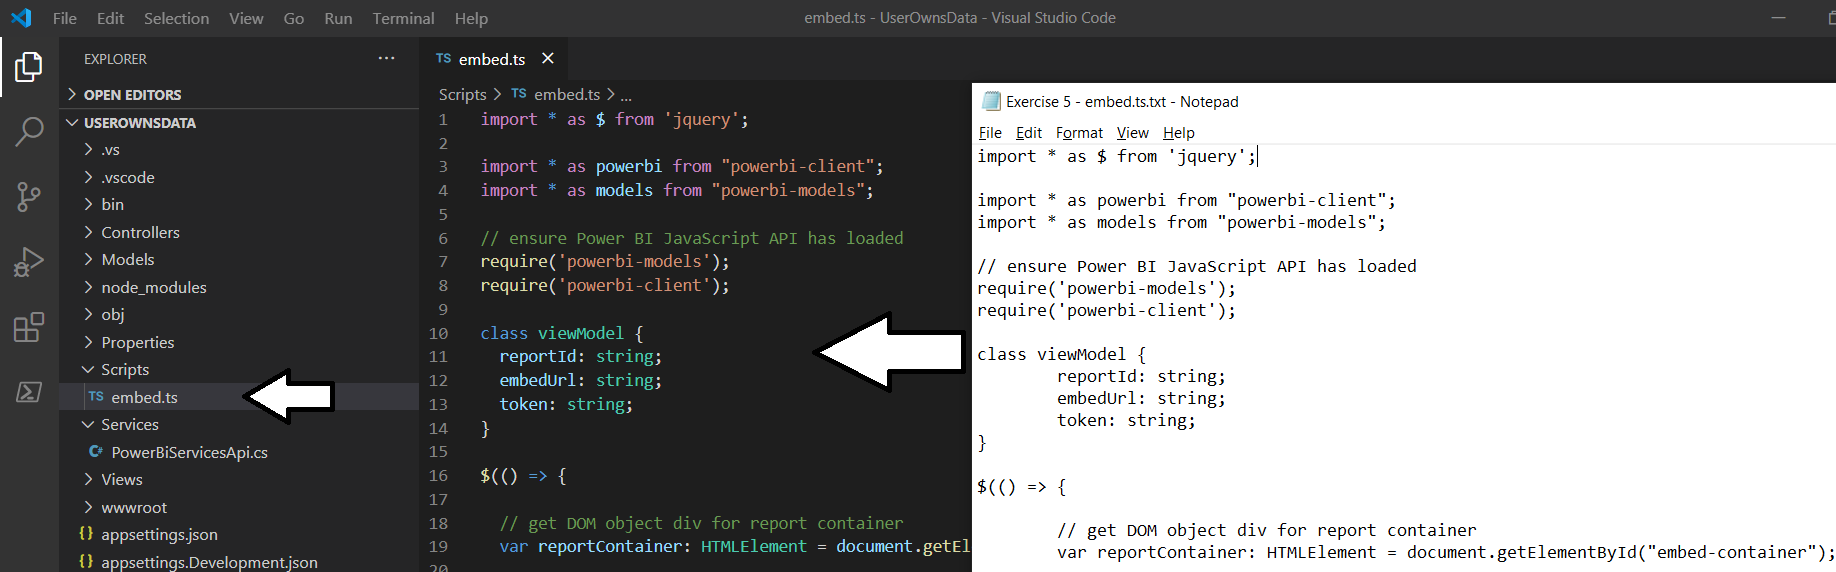 File Edit Selection View Go Run Terminal Help
embed.ts - UserOwnsData - Visual Studio Code
EXPLORER ...
OPEN EDITORS
USEROWNSDATA
.vs
.vscode
bin
Controllers
Models
node_modules
obj
Properties
Scripts
TS embed.ts
Services
C# PowerBiServicesApi.cs
Views
wwwroot
{} appsettings.json
{} appsettings.Development.json
TS embed.ts ×
Scripts > TS embed.ts > ...
1 import * as $ from 'jquery';
2
3 import * as powerbi from "powerbi-client";
4 import * as models from "powerbi-models";
5
6 // ensure Power BI JavaScript API has loaded
7 require('powerbi-models');
8 require('powerbi-client');
9
10 class viewModel {
11 reportId: string;
12 embedUrl: string;
13 token: string;
14 }
15
16 $(() => {
17
18 // get DOM object div for report container
19 var reportContainer: HTMLElement = document.getEl
20
Exercise 5 - embed.ts.txt - Notepad
File Edit Format View Help
import * as $ from 'jquery';
import * as powerbi from "powerbi-client";
import * as models from "powerbi-models";
// ensure Power BI JavaScript API has loaded
require('powerbi-models');
require('powerbi-client');
class viewModel {
reportId: string;
embedUrl: string;
token: string;
}
$(() => {
// get DOM object div for report container
var reportContainer: HTMLElement = document.getElementById("embed-container");